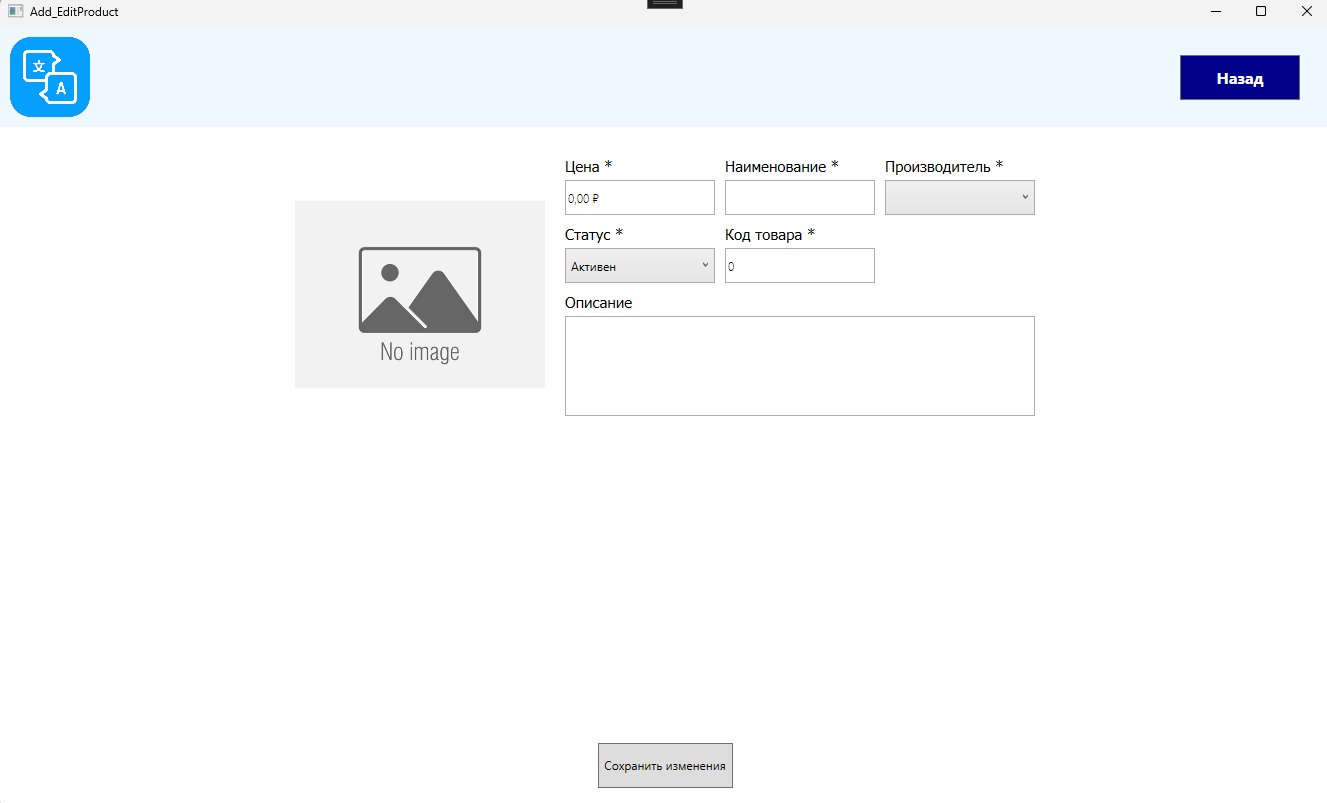 Add_EditProduct
文
A
Назад
Цена *
Наименование *
Производитель *
0,00 ₽
Статус *
Код товара *
Активен
0
Описание
No image
Сохранить изменения